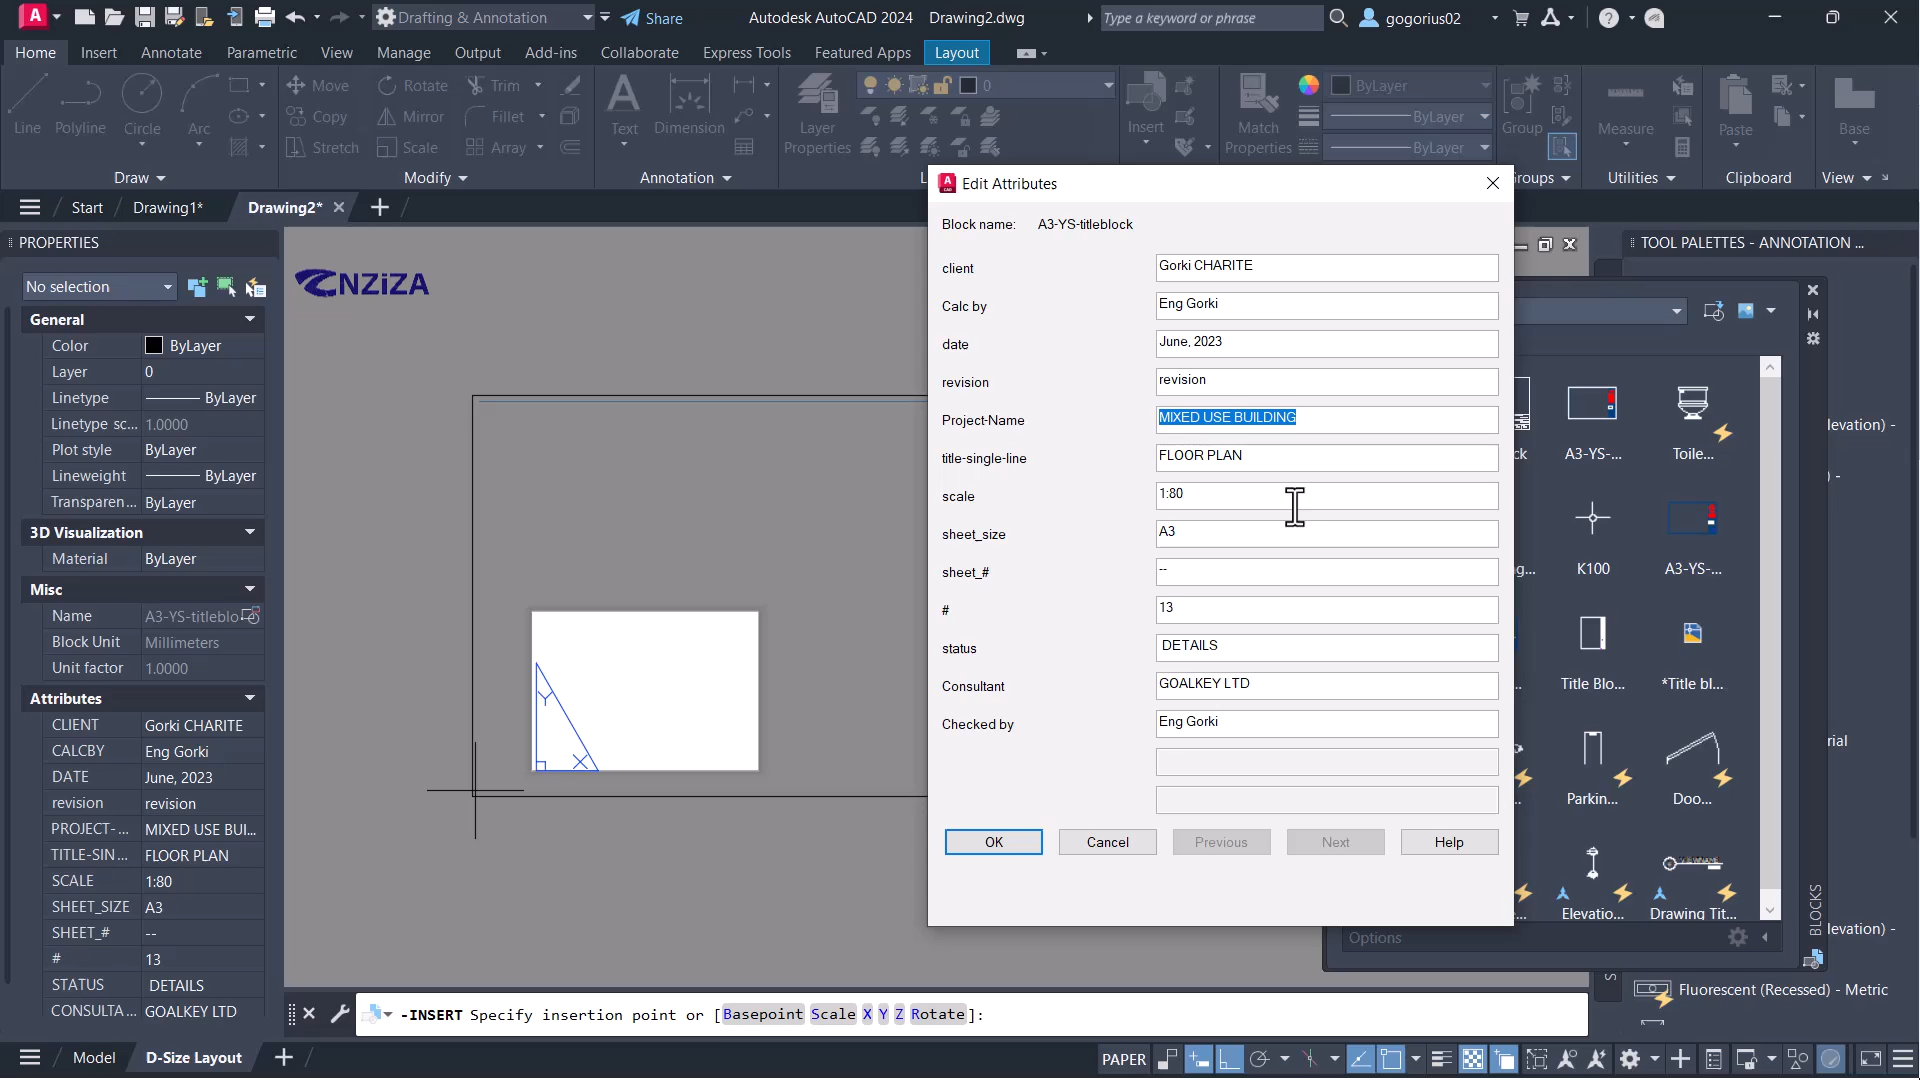 Drafting & Annotation
Share
Autodesk AutoCAD 2024 Drawing2.dwg
Type a keyword or phrase
gogorius02
Home Insert Annotate Parametric View Manage Output Add-ins Collaborate Express Tools Featured Apps Layout
Line
Polyline
Circle
Arc
Draw
Move Rotate Trim
Copy Mirror Fillet
Stretch Scale Array
Modify
Text
Dimension
Annotation
Layer
Properties
0
Insert
Match
Properties
ByLayer
ByLayer
ByLayer
Group
Groups
Measure
Utilities
Paste
Clipboard
Base
View
Start Drawing1* Drawing2*
PROPERTIES
No selection
General
Color ByLayer
Layer 0
Linetype ByLayer
Linetype sc... 1.0000
Plot style ByLayer
Lineweight ByLayer
Transparen... ByLayer
3D Visualization
Material ByLayer
Misc
Name A3-YS-titleblo
Block Unit Millimeters
Unit factor 1.0000
Attributes
CLIENT Gorki CHARITE
CALCBY Eng Gorki
DATE June, 2023
revision revision
PROJECT-... MIXED USE BUI...
TITLE-SIN... FLOOR PLAN
SCALE 1:80
SHEET_SIZE A3
SHEET_# --
# 13
STATUS DETAILS
CONSULTA... GOALKEY LTD
NZiZA
Y
X
Edit Attributes
Block name: A3-YS-titleblock
client Gorki CHARITE
Calc by Eng Gorki
date June, 2023
revision revision
Project-Name MIXED USE BUILDING
title-single-line FLOOR PLAN
scale 1:80
sheet_size A3
sheet_# --
# 13
status DETAILS
Consultant GOALKEY LTD
Checked by Eng Gorki
OK Cancel Previous Next Help
TOOL PALETTES - ANNOTATION ...
ck A3-YS-... Toile...
g... K100 A3-YS-...
... Title Blo... *Title bl...
... Parkin... Doo...
... Elevatio... Drawing Tit...
Options
BLOCKS
levation) -
-
rial
levation) -
Fluorescent (Recessed) - Metric
-INSERT Specify insertion point or [Basepoint Scale X Y Z Rotate]:
Model D-Size Layout
PAPER